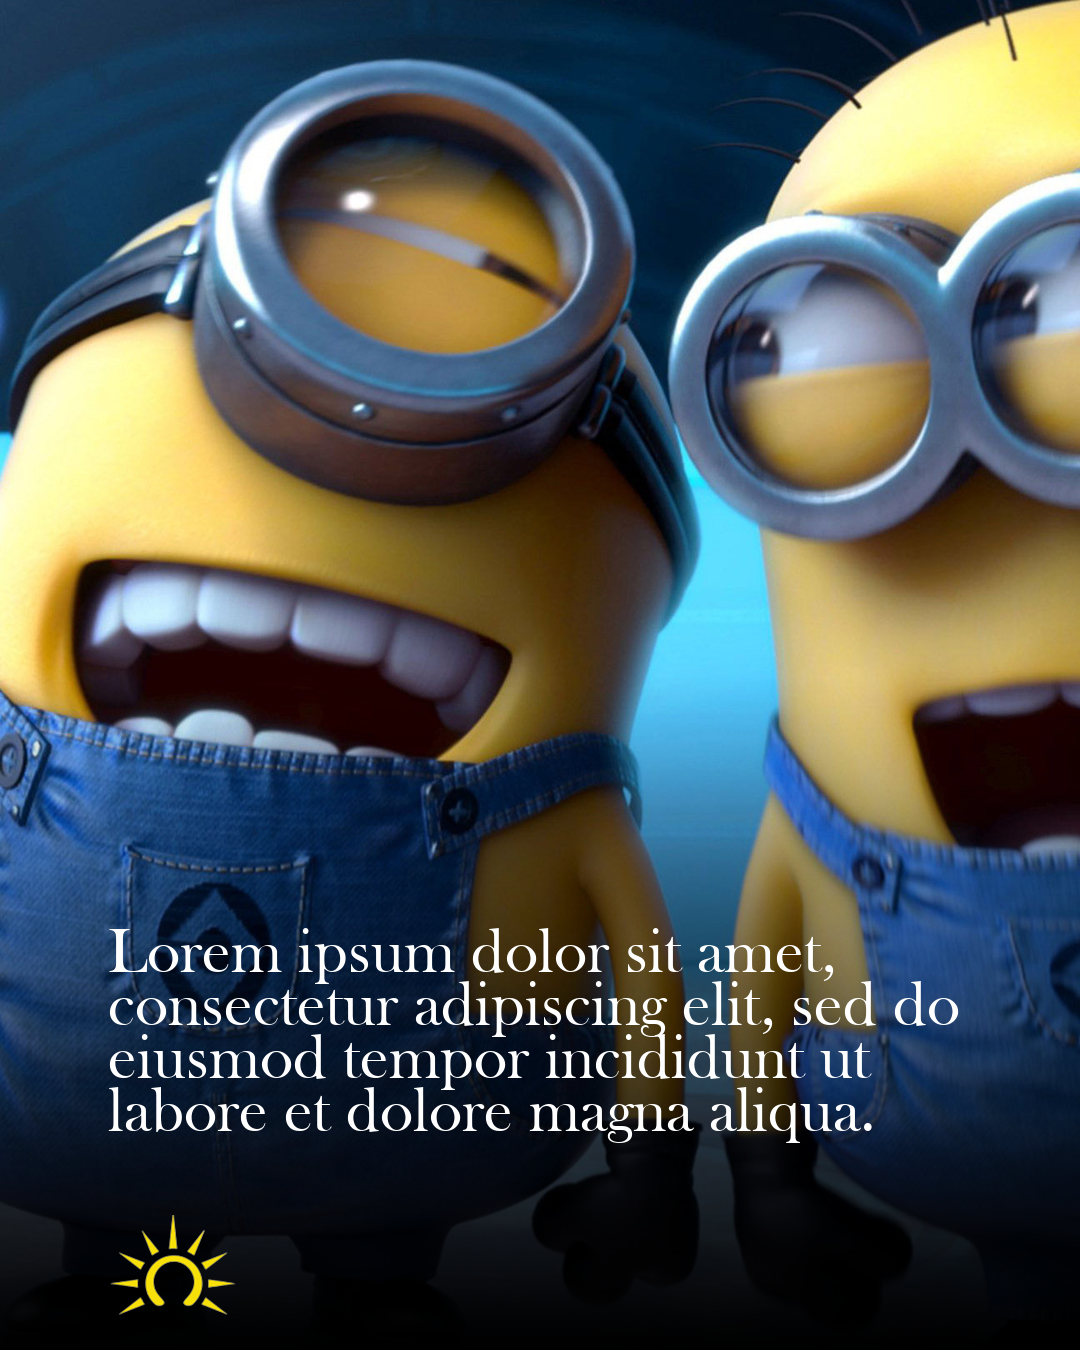 Lorem ipsum dolor sit amet,
consectetur adipiscing elit, sed do
eiusmod tempor incididunt ut
labore et dolore magna aliqua.